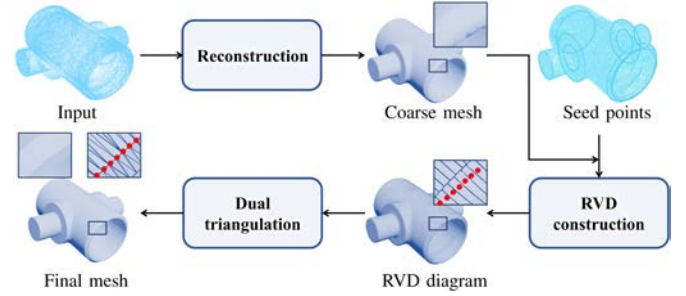 Reconstruction
Input
Coarse mesh
Seed points
Dual
triangulation
RVD
construction
Final mesh
RVD diagram